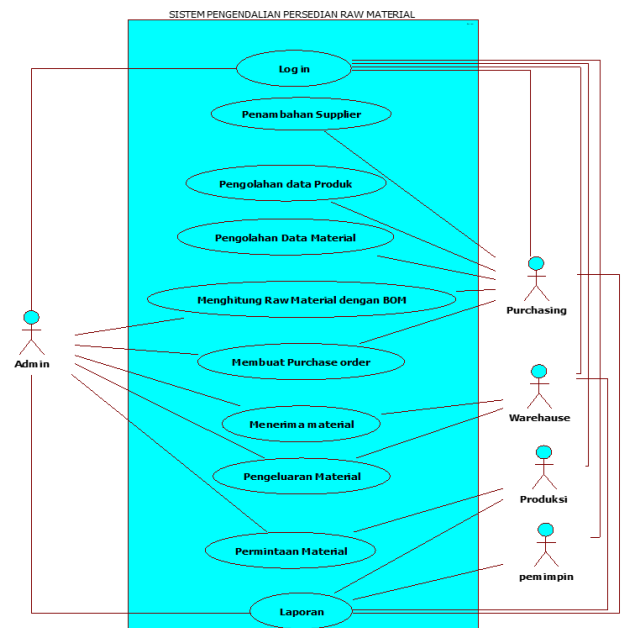 SISTEM PENGENDALIAN PERSEDIAN RAW MATERIAL
Log in
Penambahan Supplier
Pengolahan data Produk
Pengolahan Data Material
Menghitung Raw Material dengan BOM
Purchasing
Admin
Membuat Purchase order
Menerima material
Warehause
Pengeluaran Material
Produksi
Permintaan Material
pemimpin
Laporan